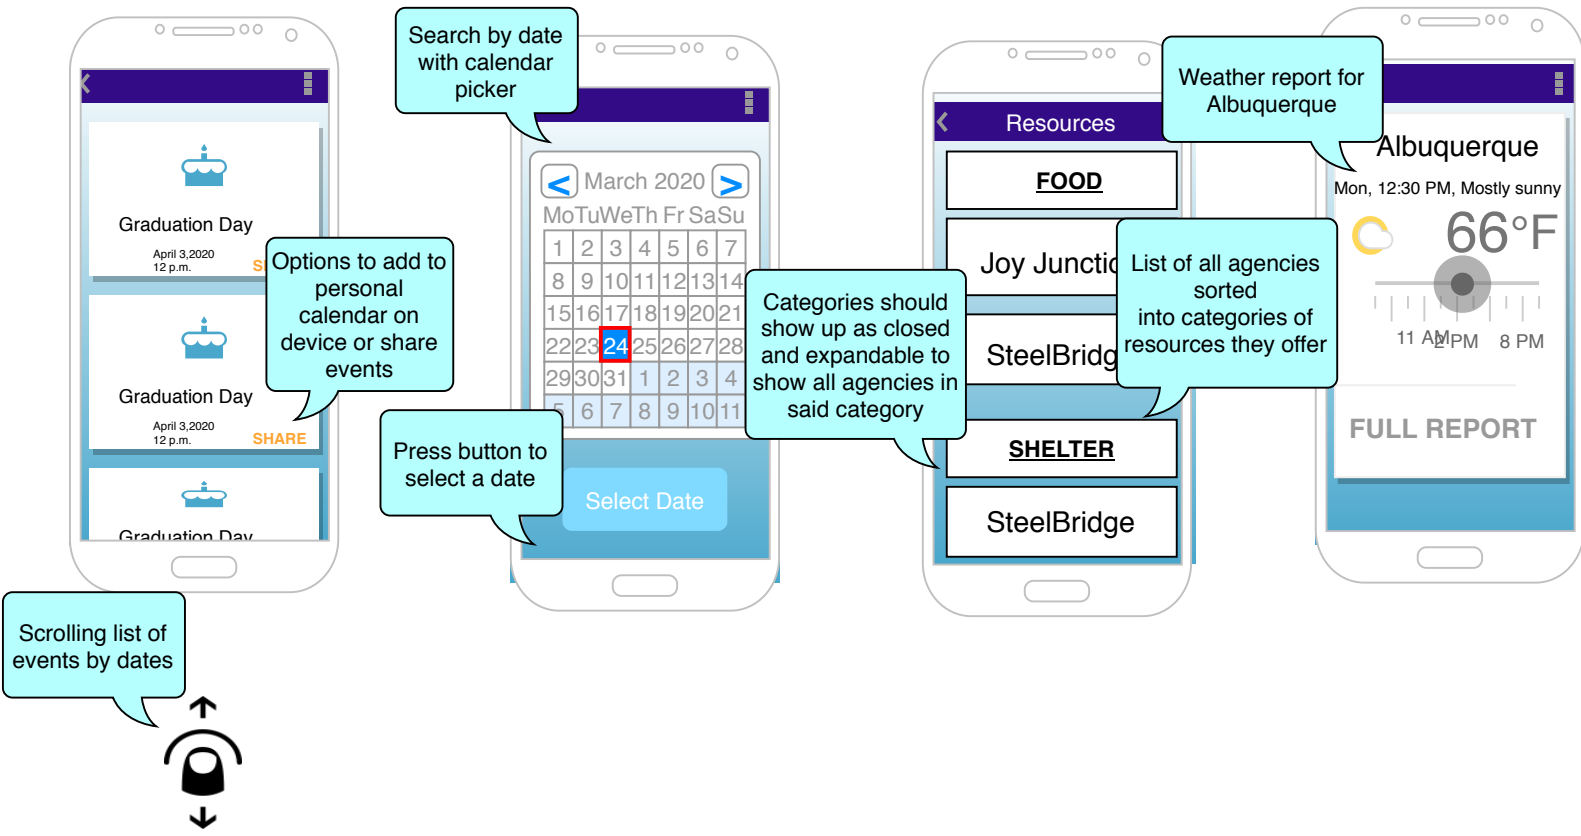 Graduation Day
April 3,2020
12 p.m.
Graduation Day
April 3,2020
12 p.m.
SHARE
Graduation Day
Options to add to
personal
calendar on
device or share
events
Scrolling list of
events by dates
Search by date
with calendar
picker
< March 2020 >
Mo Tu We Th Fr Sa Su
1 2 3 4 5 6 7
8 9 10 11 12 13 14
15 16 17 18 19 20 21
22 23 24 25 26 27 28
29 30 31 1 2 3 4
5 6 7 8 9 10 11
Press button to
select a date
Select Date
Resources
FOOD
Joy Junctio
SteelBridg
SHELTER
SteelBridge
Categories should
show up as closed
and expandable to
show all agencies in
said category
List of all agencies
sorted
into categories of
resources they offer
Weather report for
Albuquerque
Albuquerque
Mon, 12:30 PM, Mostly sunny
66°F
11 AM 2 PM 8 PM
FULL REPORT